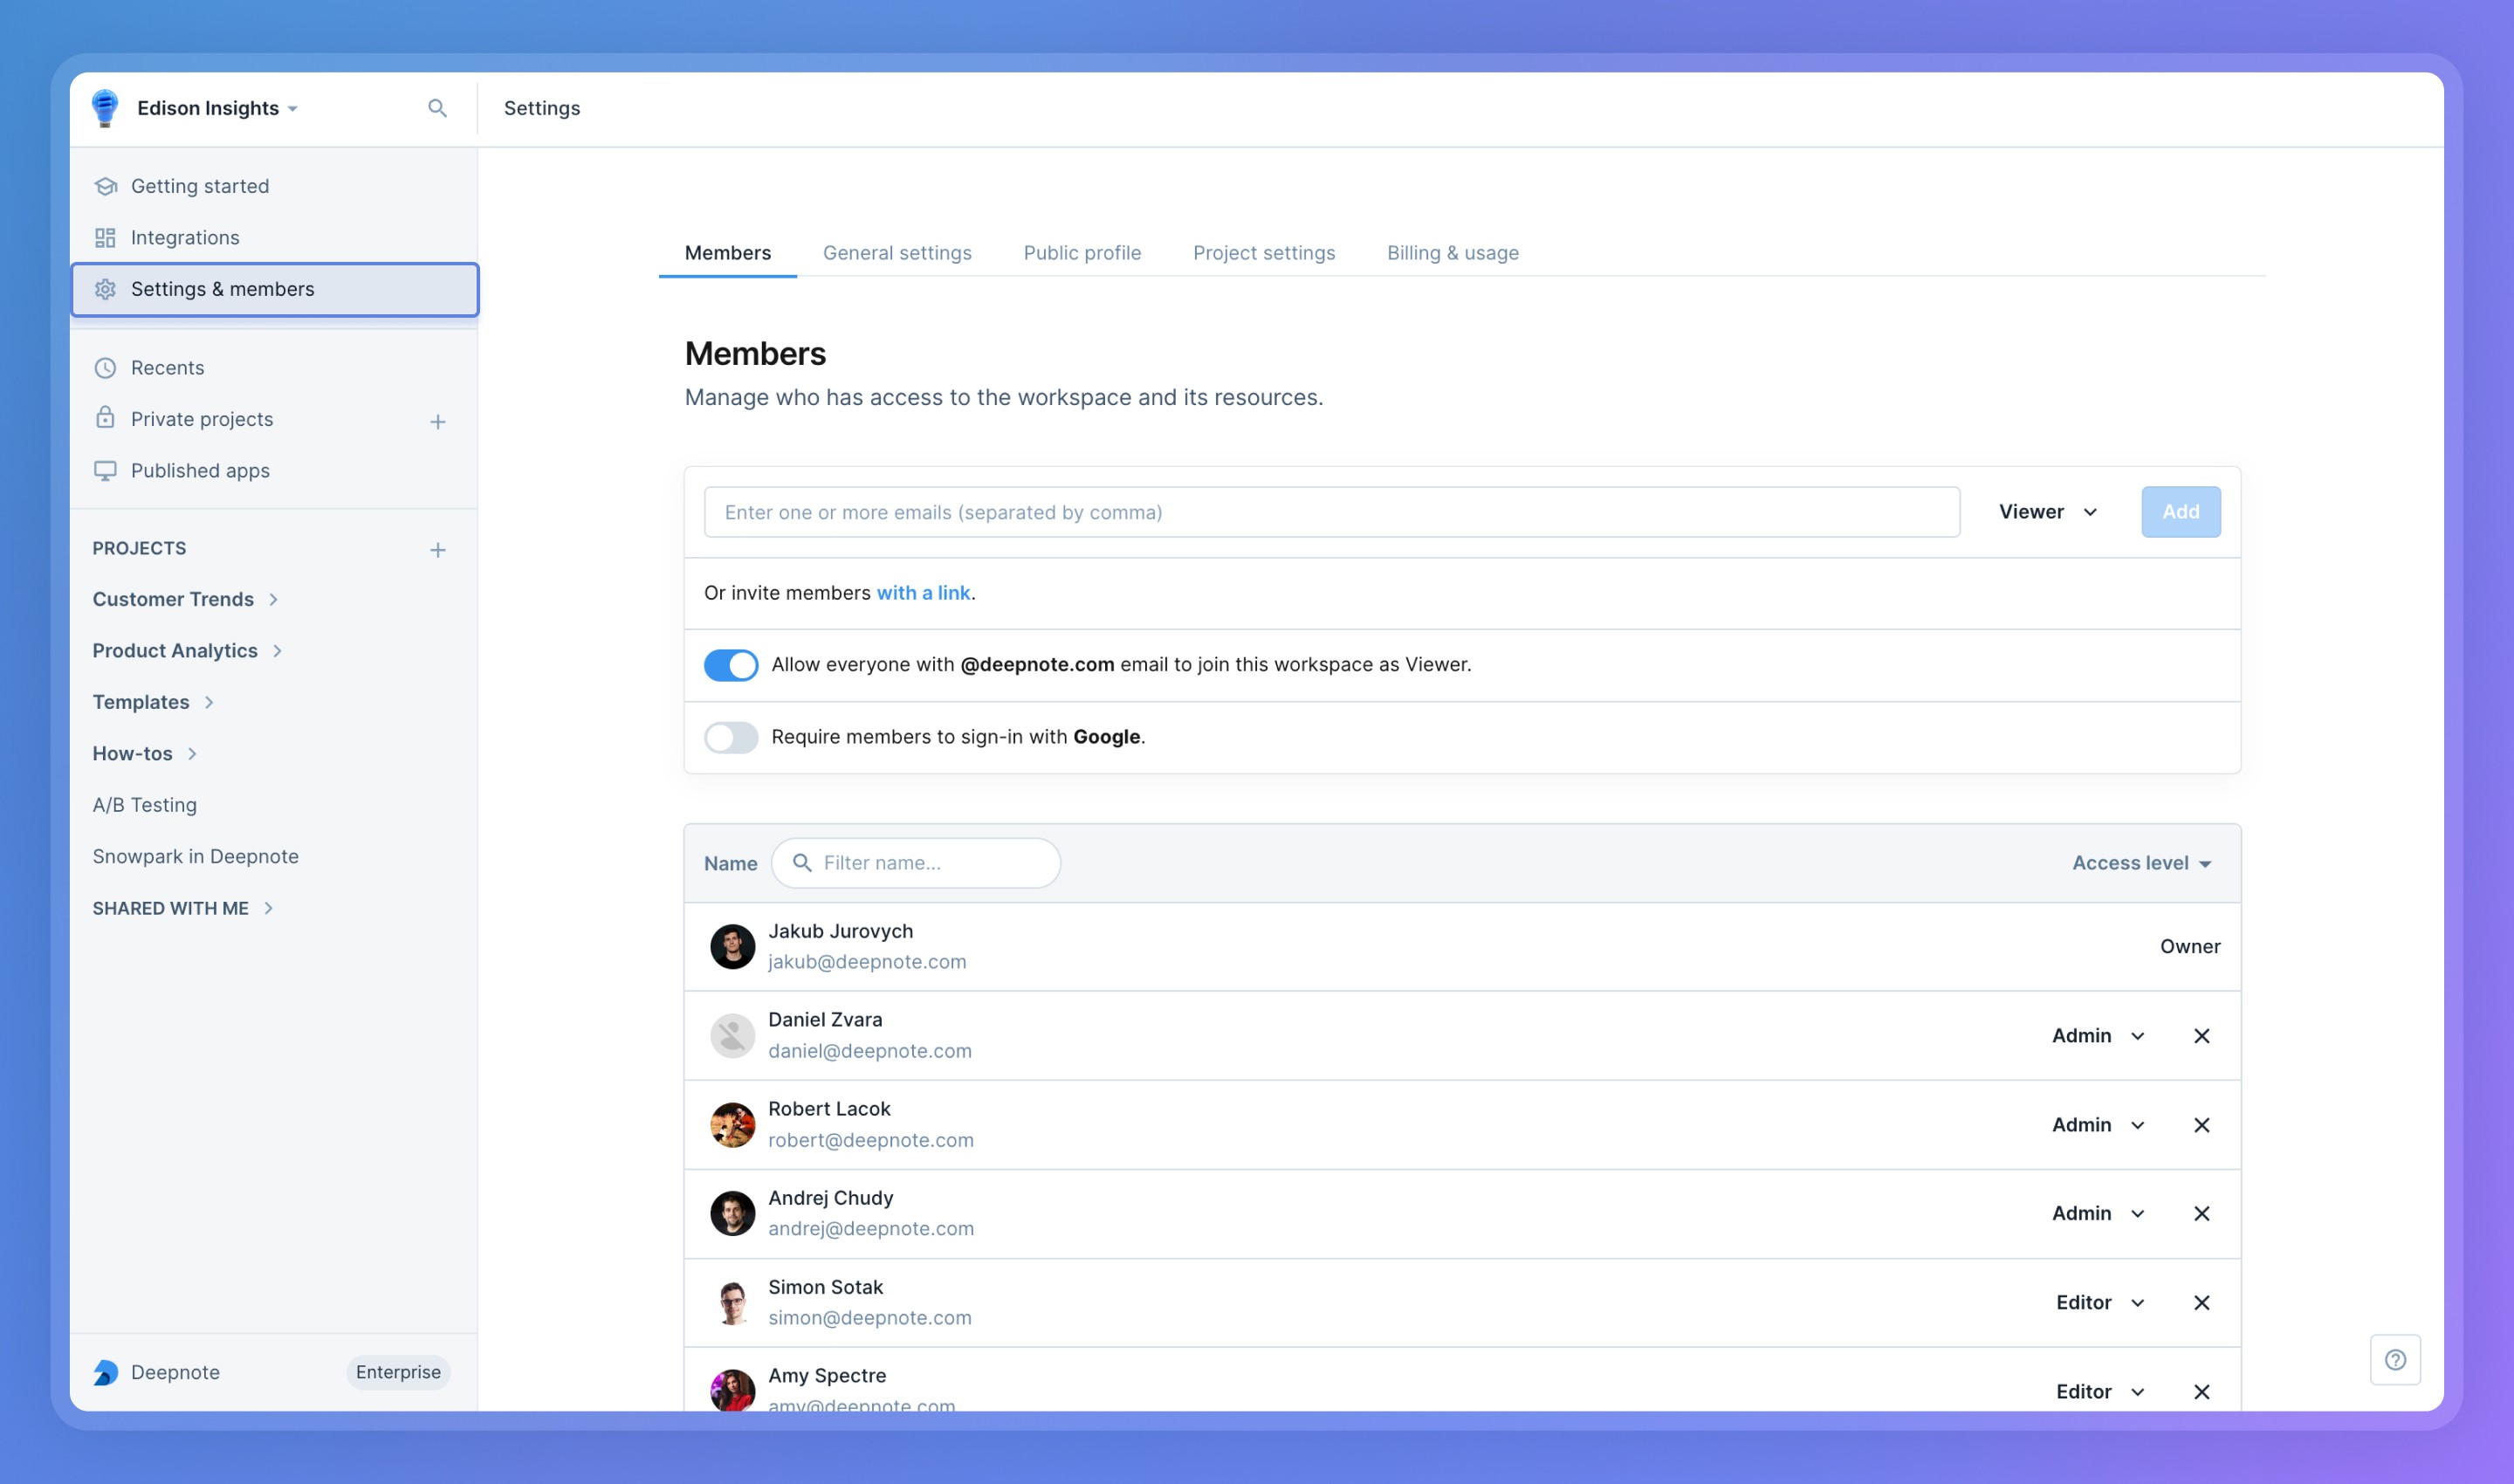 Edison Insights
Settings
Getting started
Integrations
Settings & members
Recents
Private projects
Published apps
PROJECTS
Customer Trends
Product Analytics
Templates
How-tos
A/B Testing
Snowpark in Deepnote
SHARED WITH ME
Deepnote
Enterprise
Members
General settings
Public profile
Project settings
Billing & usage
Members
Manage who has access to the workspace and its resources.
Enter one or more emails (separated by comma)
Viewer
Add
Or invite members with a link.
Allow everyone with @deepnote.com email to join this workspace as Viewer.
Require members to sign-in with Google.
Name
Filter name...
Access level
Jakub Jurovych
jakub@deepnote.com
Owner
Daniel Zvara
daniel@deepnote.com
Admin
Robert Lacok
robert@deepnote.com
Admin
Andrej Chudy
andrej@deepnote.com
Admin
Simon Sotak
simon@deepnote.com
Editor
Amy Spectre
amy@deepnote.com
Editor